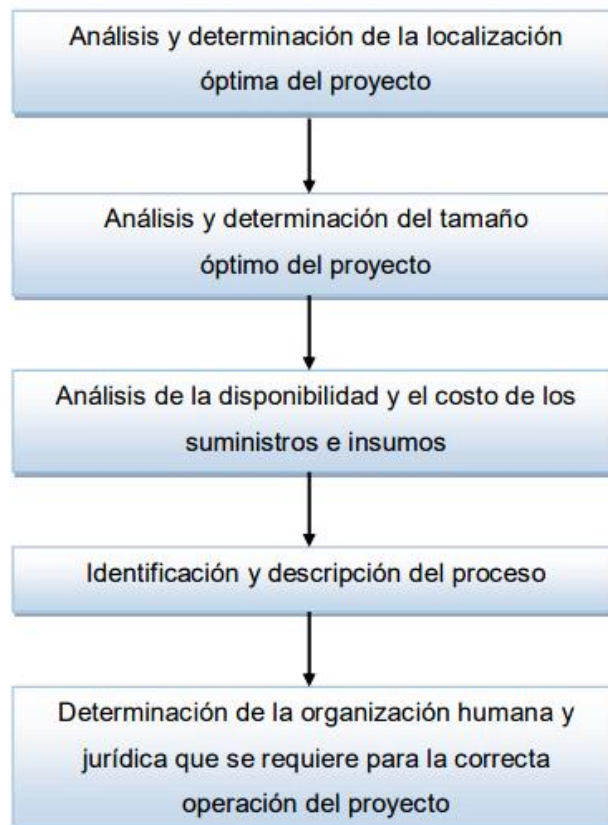 Análisis y determinación de la localización
óptima del proyecto
Análisis y determinación del tamaño
óptimo del proyecto
Análisis de la disponibilidad y el costo de los
suministros e insumos
Identificación y descripción del proceso
Determinación de la organización humana y
jurídica que se requiere para la correcta
operación del proyecto